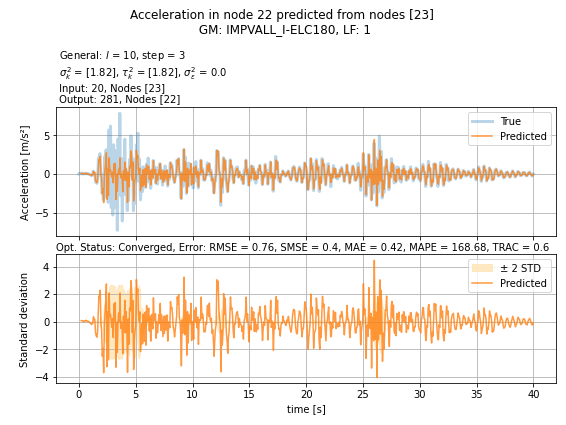 Acceleration in node 22 predicted from nodes [23]
GM: IMPVALL_I-ELC180, LF: 1
General: l = 10, step = 3
σ_k² = [1.82], τ_k² = [1.82], σ_ε² = 0.0
Input: 20, Nodes [23]
Output: 281, Nodes [22]
Acceleration [m/s²]
5
0
−5
True
Predicted
Opt. Status: Converged, Error: RMSE = 0.76, SMSE = 0.4, MAE = 0.42, MAPE = 168.68, TRAC = 0.6
Standard deviation
4
2
0
−2
−4
± 2 STD
Predicted
0 5 10 15 20 25 30 35 40
time [s]